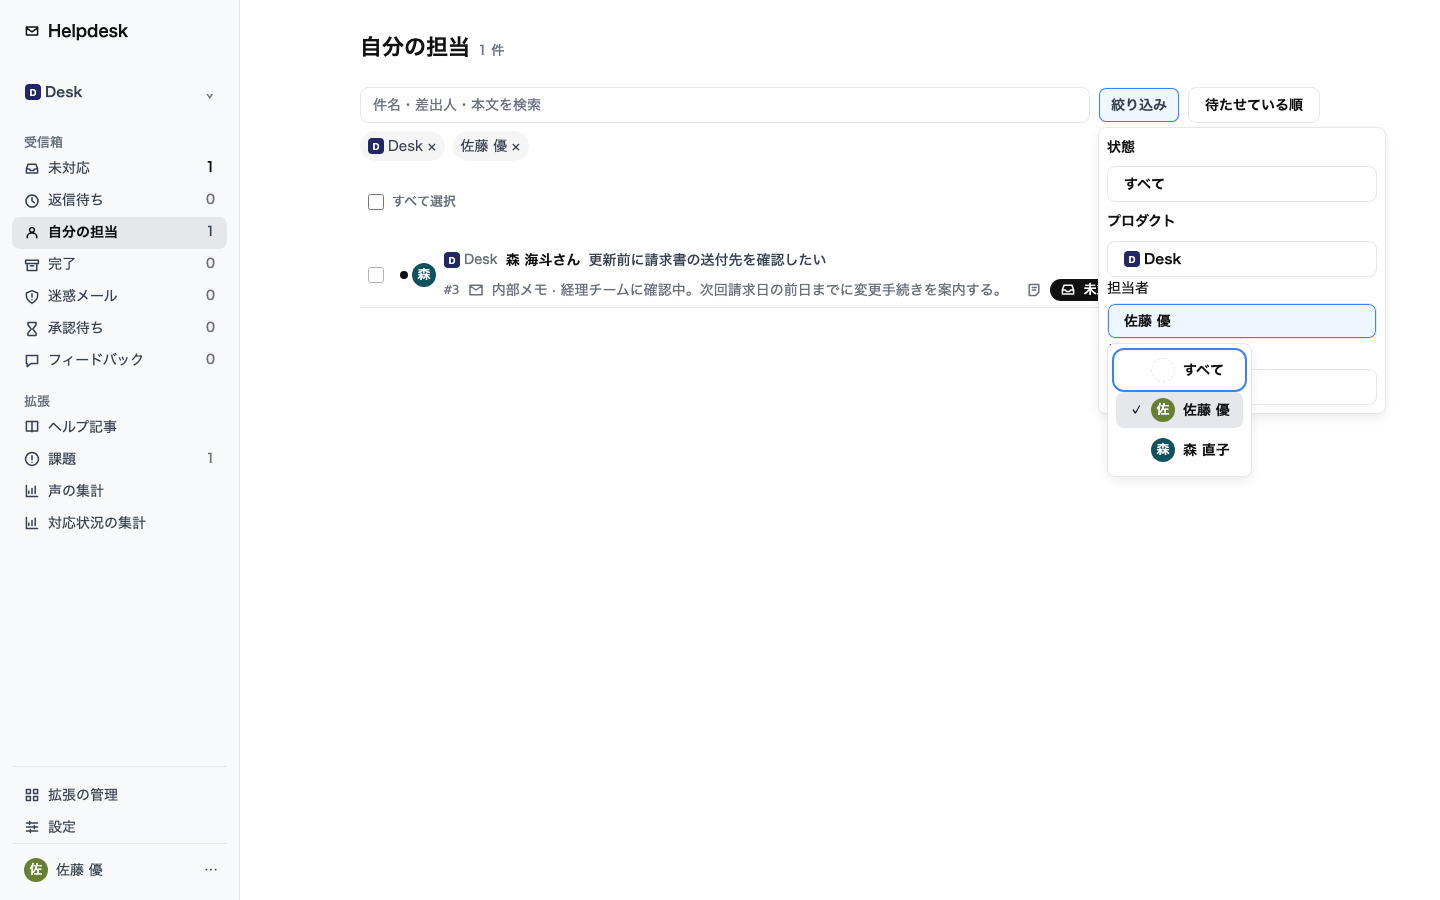 Helpdesk
D Desk
受信箱
未対応 1
返信待ち 0
自分の担当 1
完了 0
迷惑メール 0
承認待ち 0
フィードバック 0
拡張
ヘルプ記事
課題 1
声の集計
対応状況の集計
拡張の管理
設定
佐 佐藤 優 …
自分の担当 1 件
件名・差出人・本文を検索
絞り込み
待たせている順
D Desk × 佐藤 優 ×
すべて選択
森 D Desk 森 海斗さん 更新前に請求書の送付先を確認したい
#3 内部メモ · 経理チームに確認中。次回請求日の前日までに変更手続きを案内する。 未
状態
すべて
プロダクト
D Desk
担当者
佐藤 優
すべて
✓ 佐 佐藤 優
森 森 直子